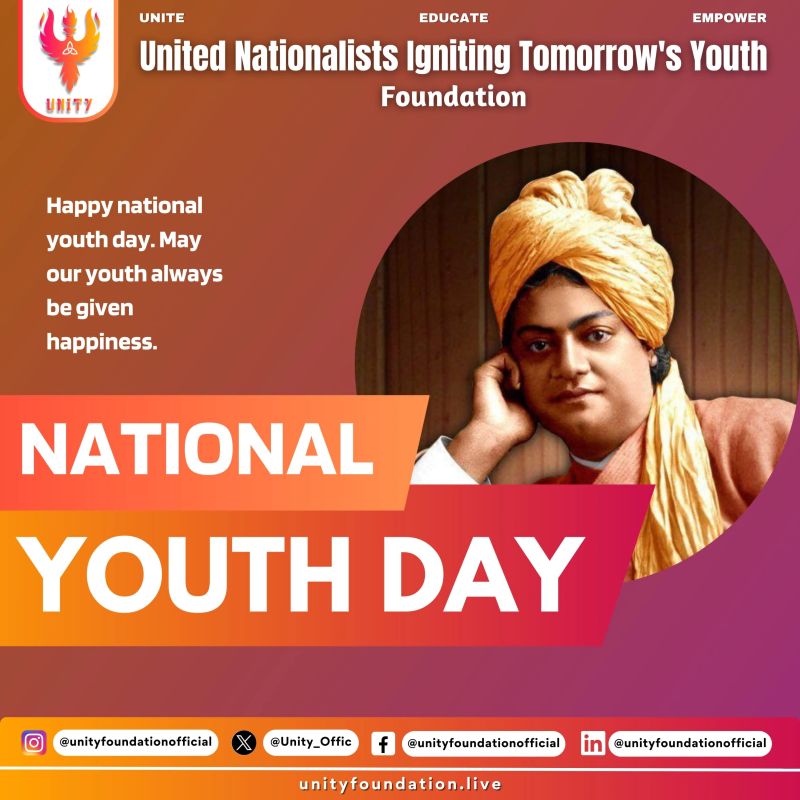 UNITY
UNITE EDUCATE EMPOWER
United Nationalists Igniting Tomorrow's Youth
Foundation
Happy national
youth day. May
our youth always
be given
happiness.
NATIONAL
YOUTH DAY
@unityfoundationofficial @Unity_Offic @unityfoundationofficial @unityfoundationofficial
unityfoundation.live